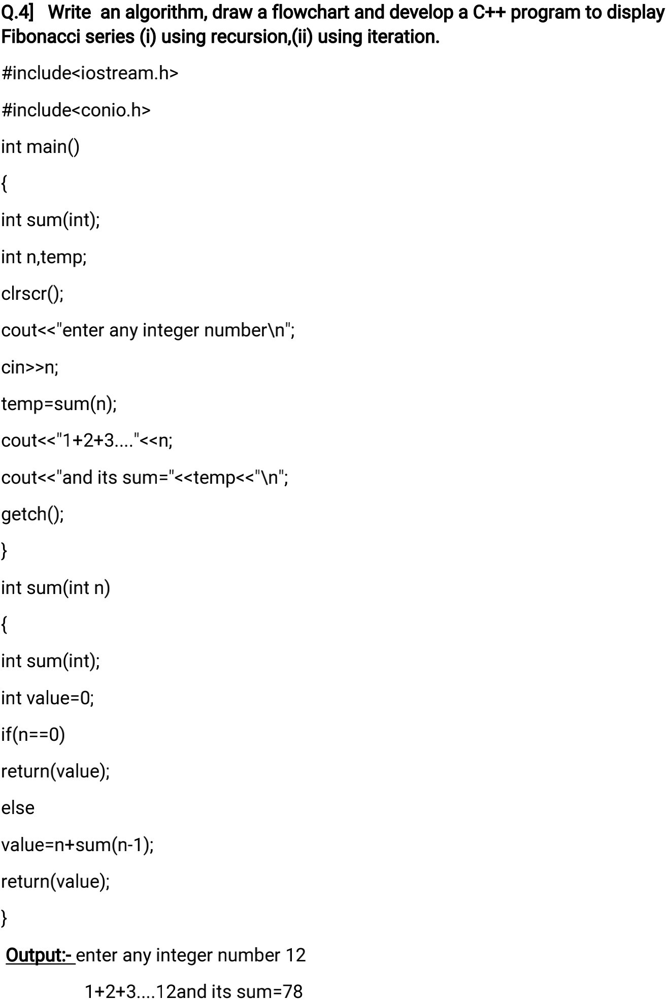 Q.4] Write an algorithm, draw a flowchart and develop a C++ program to display
Fibonacci series (i) using recursion,(ii) using iteration.
#include<iostream.h>
#include<conio.h>
int main()
{
int sum(int);
int n,temp;
clrscr();
cout<<"enter any integer number\n";
cin>>n;
temp=sum(n);
cout<<"1+2+3...."<<n;
cout<<"and its sum="<<temp<<"\n";
getch();
}
int sum(int n)
{
int sum(int);
int value=0;
if(n==0)
return(value);
else
value=n+sum(n-1);
return(value);
}
Output:- enter any integer number 12
1+2+3....12and its sum=78